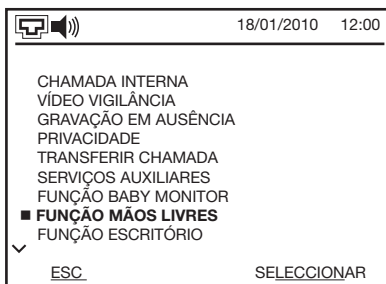 18/01/2010 12:00
CHAMADA INTERNA
VÍDEO VIGILÂNCIA
GRAVAÇÃO EM AUSÊNCIA
PRIVACIDADE
TRANSFERIR CHAMADA
SERVIÇOS AUXILIARES
FUNÇÃO BABY MONITOR
FUNÇÃO MÃOS LIVRES
FUNÇÃO ESCRITÓRIO
ESC SELECCIONAR